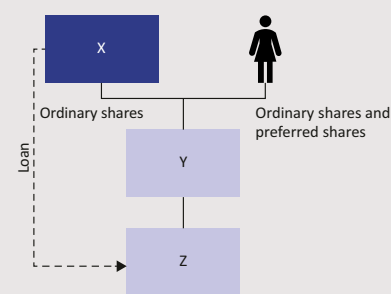 X
Ordinary shares
Ordinary shares and
preferred shares
Loan
Y
Z